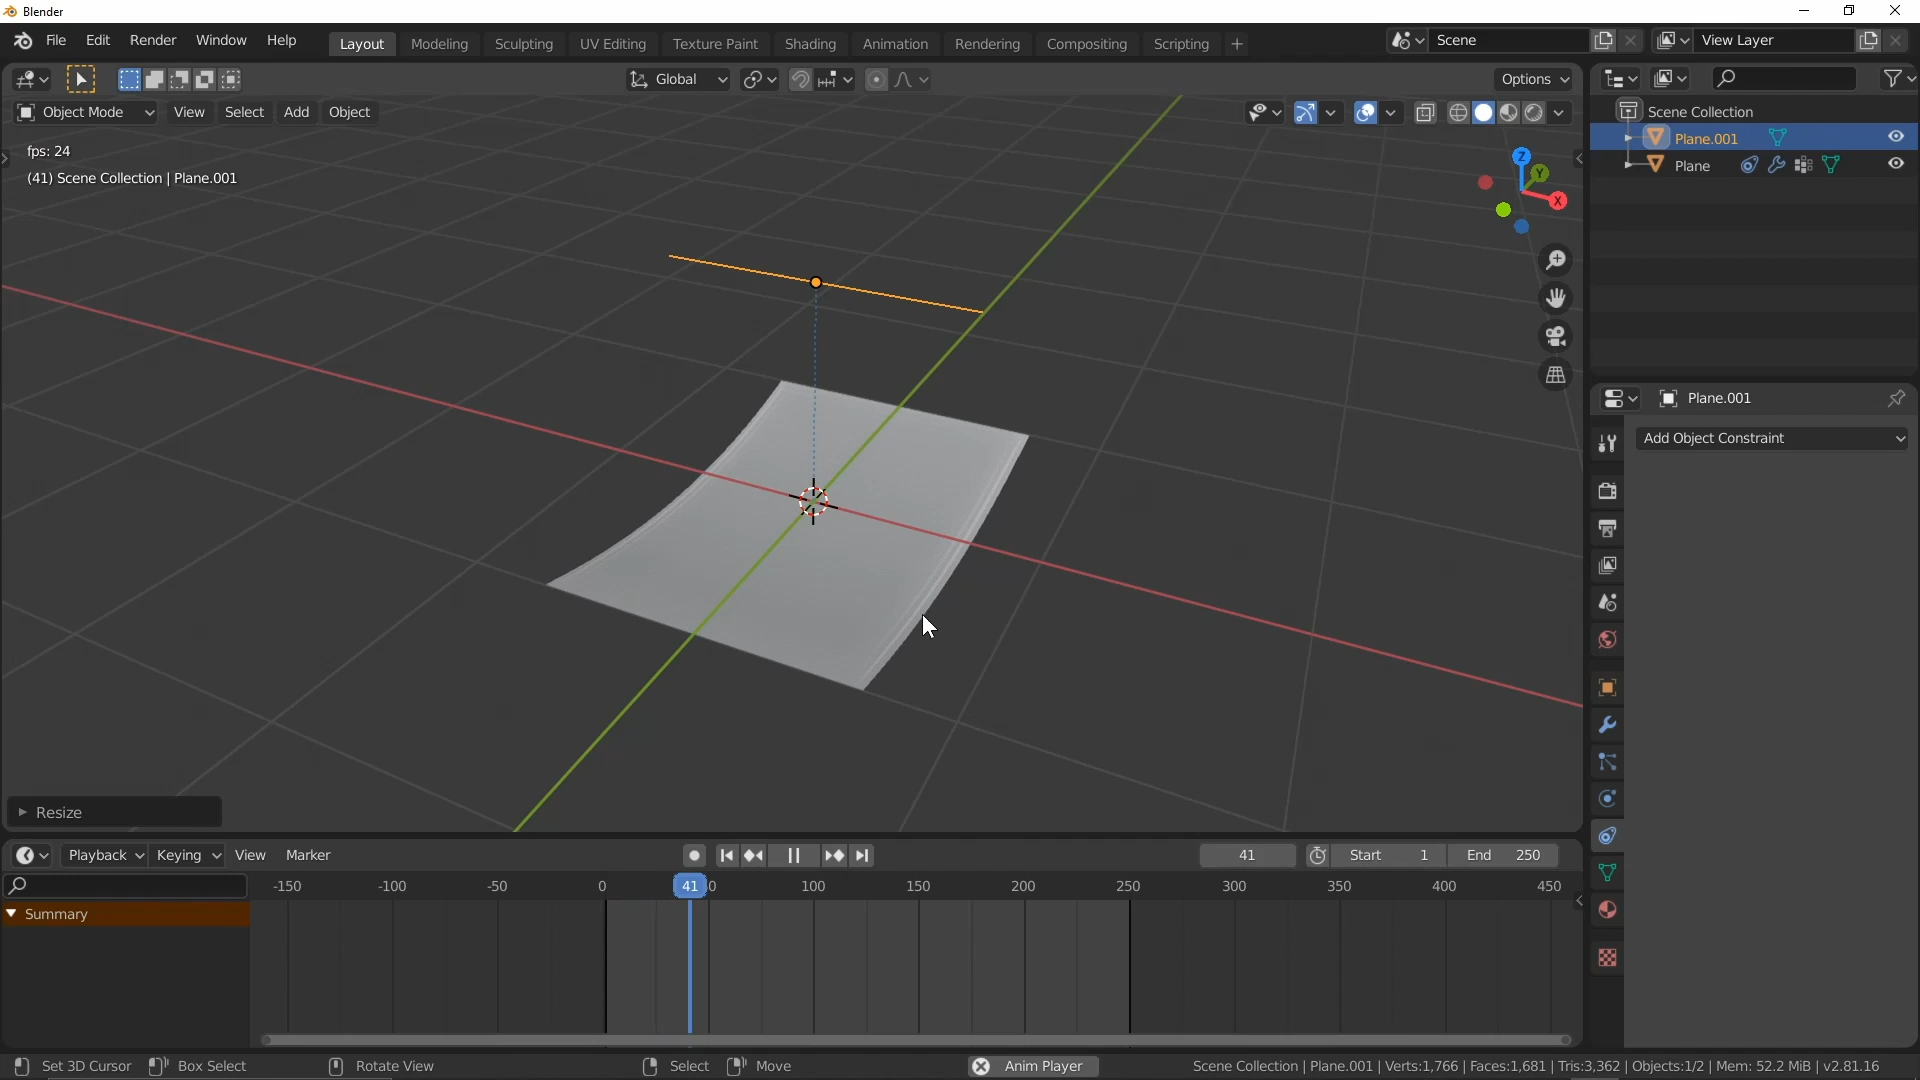 Blender
File Edit Render Window Help Layout Modeling Sculpting UV Editing Texture Paint Shading Animation Rendering Compositing Scripting + Scene View Layer
Global Options
Object Mode View Select Add Object
Scene Collection
Plane.001
Plane
fps: 24
(41) Scene Collection | Plane.001
Z
Y
X
Plane.001
Add Object Constraint
Resize
Playback Keying View Marker 41 Start 1 End 250
-150 -100 -50 0 41 0 100 150 200 250 300 350 400 450
Summary
Set 3D Cursor Box Select Rotate View Select Move Anim Player Scene Collection | Plane.001 | Verts:1,766 | Faces:1,681 | Tris:3,362 | Objects:1/2 | Mem: 52.2 MiB | v2.81.16